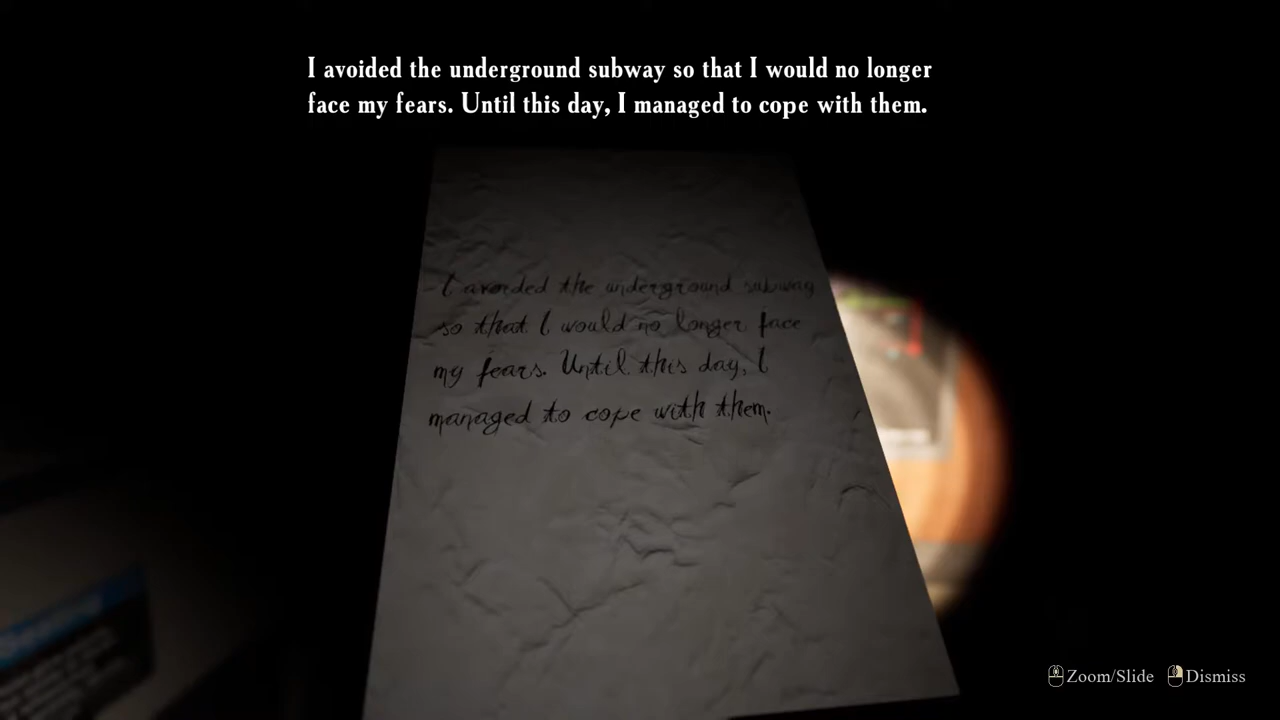 I avoided the underground subway so that I would no longer
face my fears. Until this day, I managed to cope with them.
I avoided the underground subway
so that I would no longer face
my fears. Until this day, I
managed to cope with them.
Zoom/Slide Dismiss